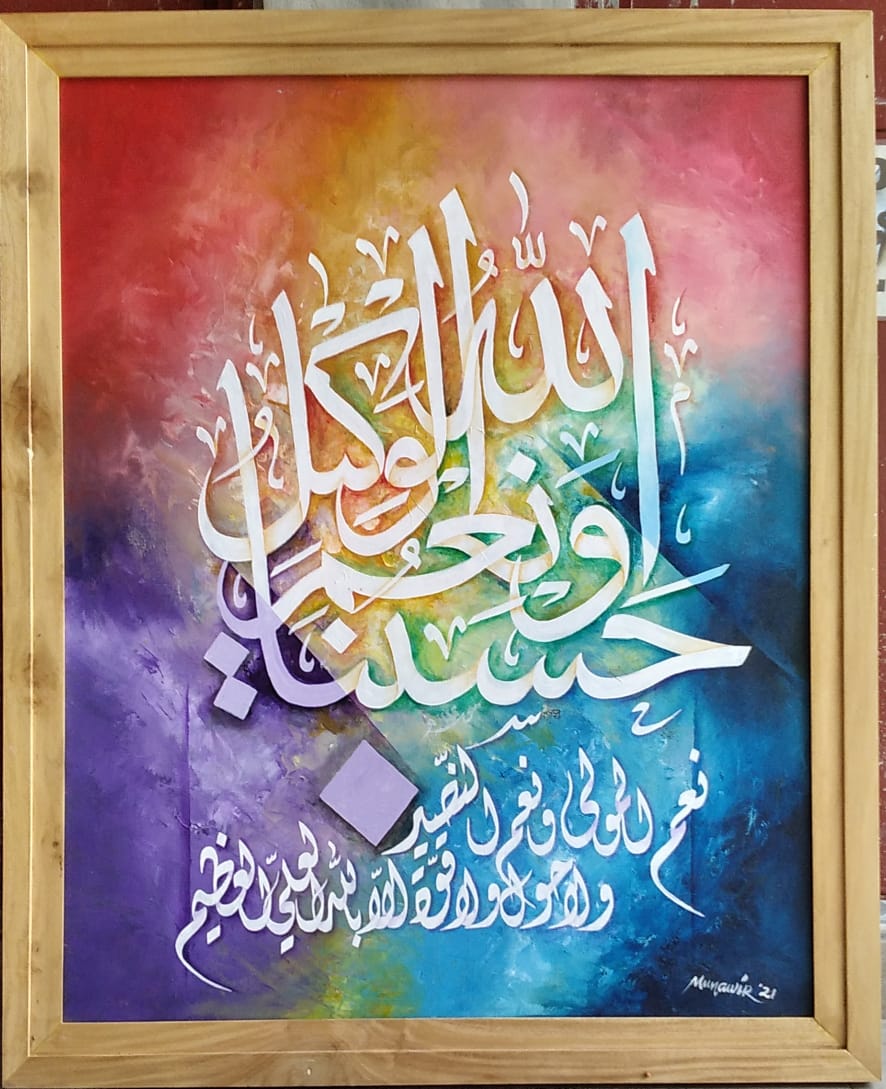 حسبنا الله ونعم الوكيل
نعم المولى ونعم النصير
ولا حول ولا قوة الا بالله العلي العظيم
Munawir '21